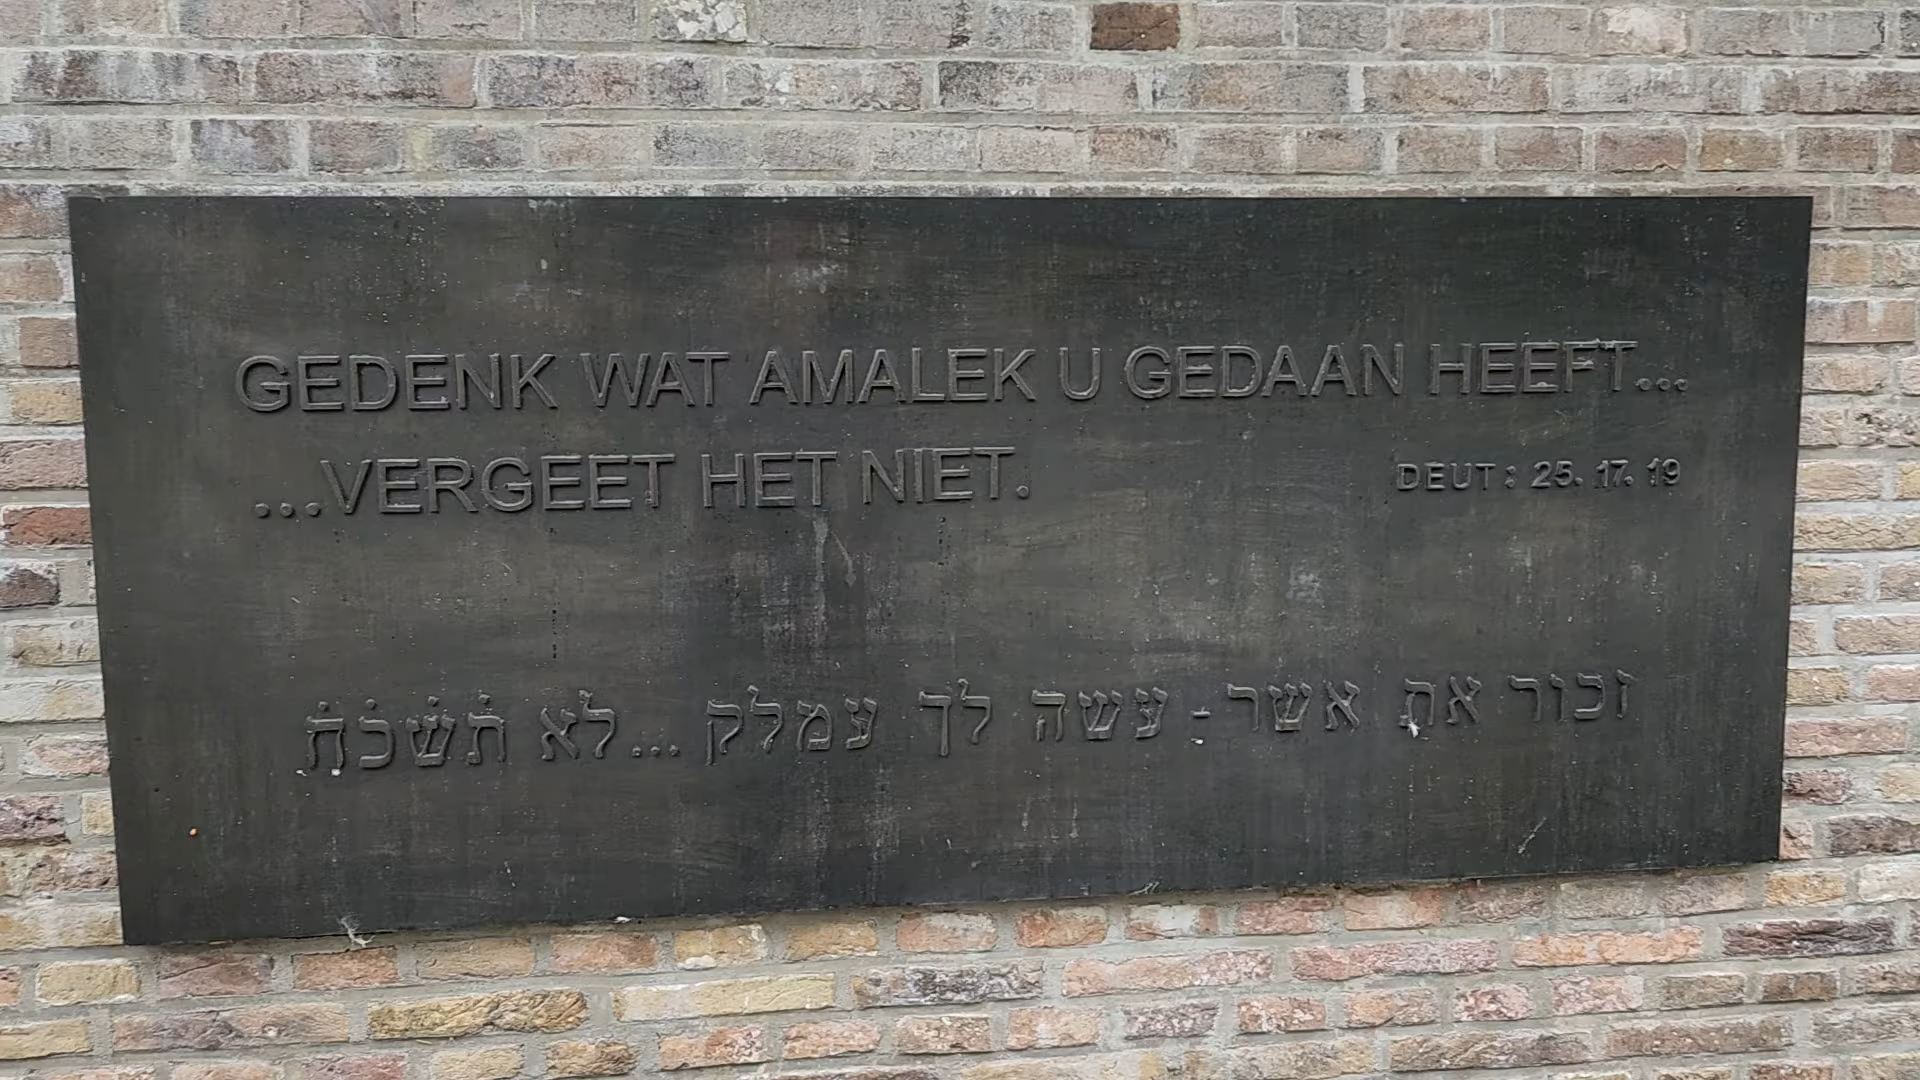 GEDENK WAT AMALEK U GEDAAN HEEFT...
...VERGEET HET NIET.
DEUT: 25. 17. 19
זכור את אשר - עשה לך עמלק ... לא תשכח